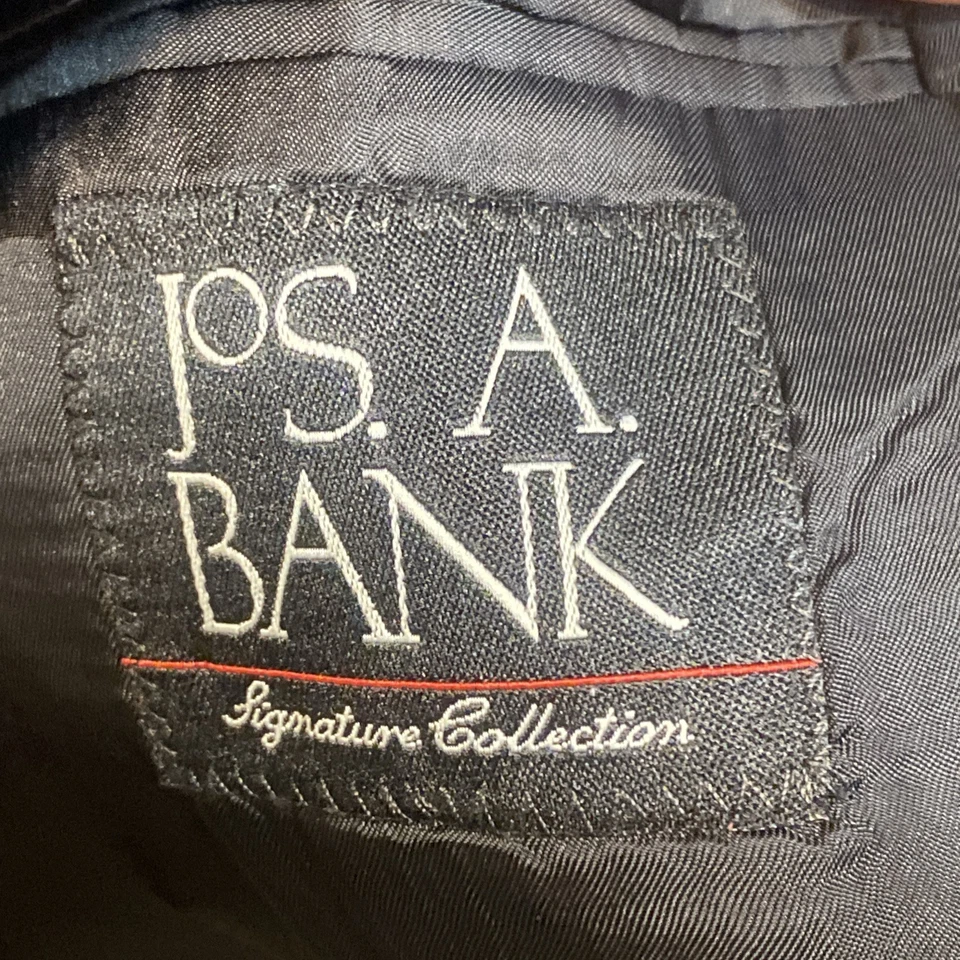 JoS. A.
BANK
Signature Collection